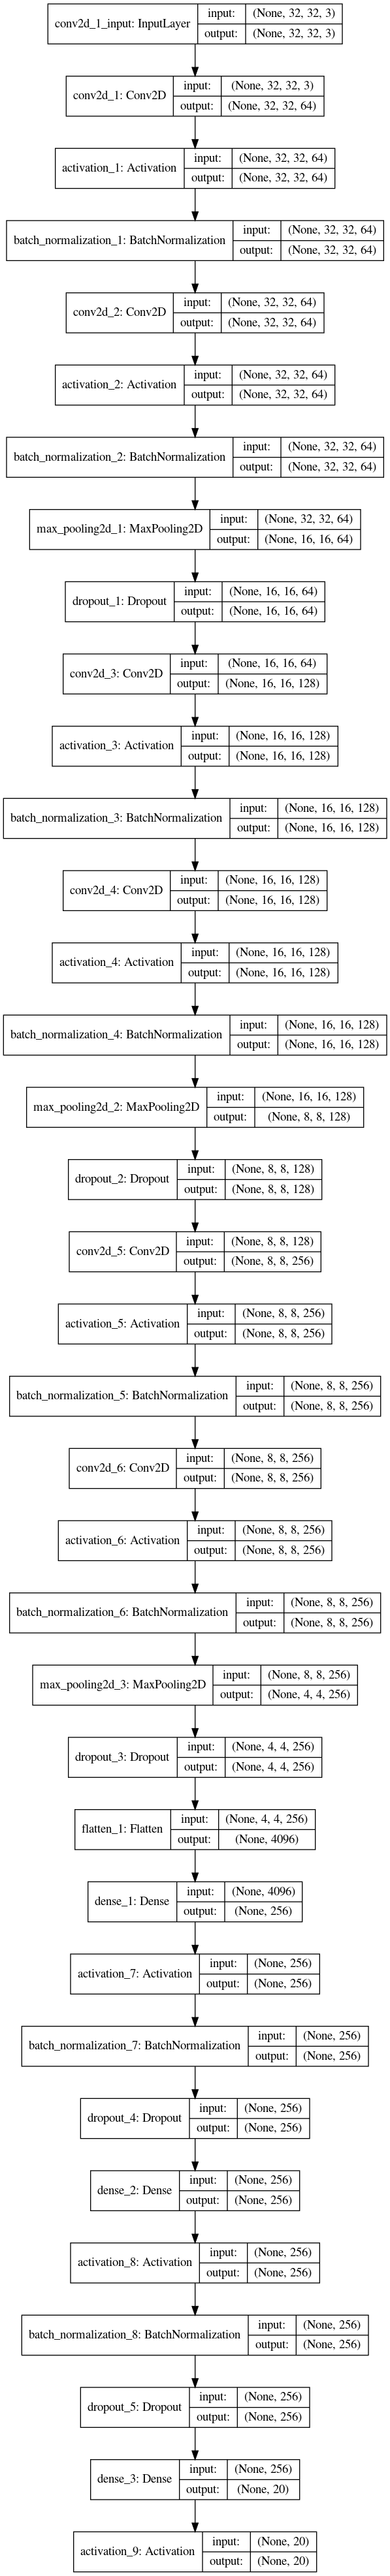 conv2d_1_input: InputLayer input: (None, 32, 32, 3)
output: (None, 32, 32, 3)
conv2d_1: Conv2D input: (None, 32, 32, 3)
output: (None, 32, 32, 64)
activation_1: Activation input: (None, 32, 32, 64)
output: (None, 32, 32, 64)
batch_normalization_1: BatchNormalization input: (None, 32, 32, 64)
output: (None, 32, 32, 64)
conv2d_2: Conv2D input: (None, 32, 32, 64)
output: (None, 32, 32, 64)
activation_2: Activation input: (None, 32, 32, 64)
output: (None, 32, 32, 64)
batch_normalization_2: BatchNormalization input: (None, 32, 32, 64)
output: (None, 32, 32, 64)
max_pooling2d_1: MaxPooling2D input: (None, 32, 32, 64)
output: (None, 16, 16, 64)
dropout_1: Dropout input: (None, 16, 16, 64)
output: (None, 16, 16, 64)
conv2d_3: Conv2D input: (None, 16, 16, 64)
output: (None, 16, 16, 128)
activation_3: Activation input: (None, 16, 16, 128)
output: (None, 16, 16, 128)
batch_normalization_3: BatchNormalization input: (None, 16, 16, 128)
output: (None, 16, 16, 128)
conv2d_4: Conv2D input: (None, 16, 16, 128)
output: (None, 16, 16, 128)
activation_4: Activation input: (None, 16, 16, 128)
output: (None, 16, 16, 128)
batch_normalization_4: BatchNormalization input: (None, 16, 16, 128)
output: (None, 16, 16, 128)
max_pooling2d_2: MaxPooling2D input: (None, 16, 16, 128)
output: (None, 8, 8, 128)
dropout_2: Dropout input: (None, 8, 8, 128)
output: (None, 8, 8, 128)
conv2d_5: Conv2D input: (None, 8, 8, 128)
output: (None, 8, 8, 256)
activation_5: Activation input: (None, 8, 8, 256)
output: (None, 8, 8, 256)
batch_normalization_5: BatchNormalization input: (None, 8, 8, 256)
output: (None, 8, 8, 256)
conv2d_6: Conv2D input: (None, 8, 8, 256)
output: (None, 8, 8, 256)
activation_6: Activation input: (None, 8, 8, 256)
output: (None, 8, 8, 256)
batch_normalization_6: BatchNormalization input: (None, 8, 8, 256)
output: (None, 8, 8, 256)
max_pooling2d_3: MaxPooling2D input: (None, 8, 8, 256)
output: (None, 4, 4, 256)
dropout_3: Dropout input: (None, 4, 4, 256)
output: (None, 4, 4, 256)
flatten_1: Flatten input: (None, 4, 4, 256)
output: (None, 4096)
dense_1: Dense input: (None, 4096)
output: (None, 256)
activation_7: Activation input: (None, 256)
output: (None, 256)
batch_normalization_7: BatchNormalization input: (None, 256)
output: (None, 256)
dropout_4: Dropout input: (None, 256)
output: (None, 256)
dense_2: Dense input: (None, 256)
output: (None, 256)
activation_8: Activation input: (None, 256)
output: (None, 256)
batch_normalization_8: BatchNormalization input: (None, 256)
output: (None, 256)
dropout_5: Dropout input: (None, 256)
output: (None, 256)
dense_3: Dense input: (None, 256)
output: (None, 20)
activation_9: Activation input: (None, 20)
output: (None, 20)